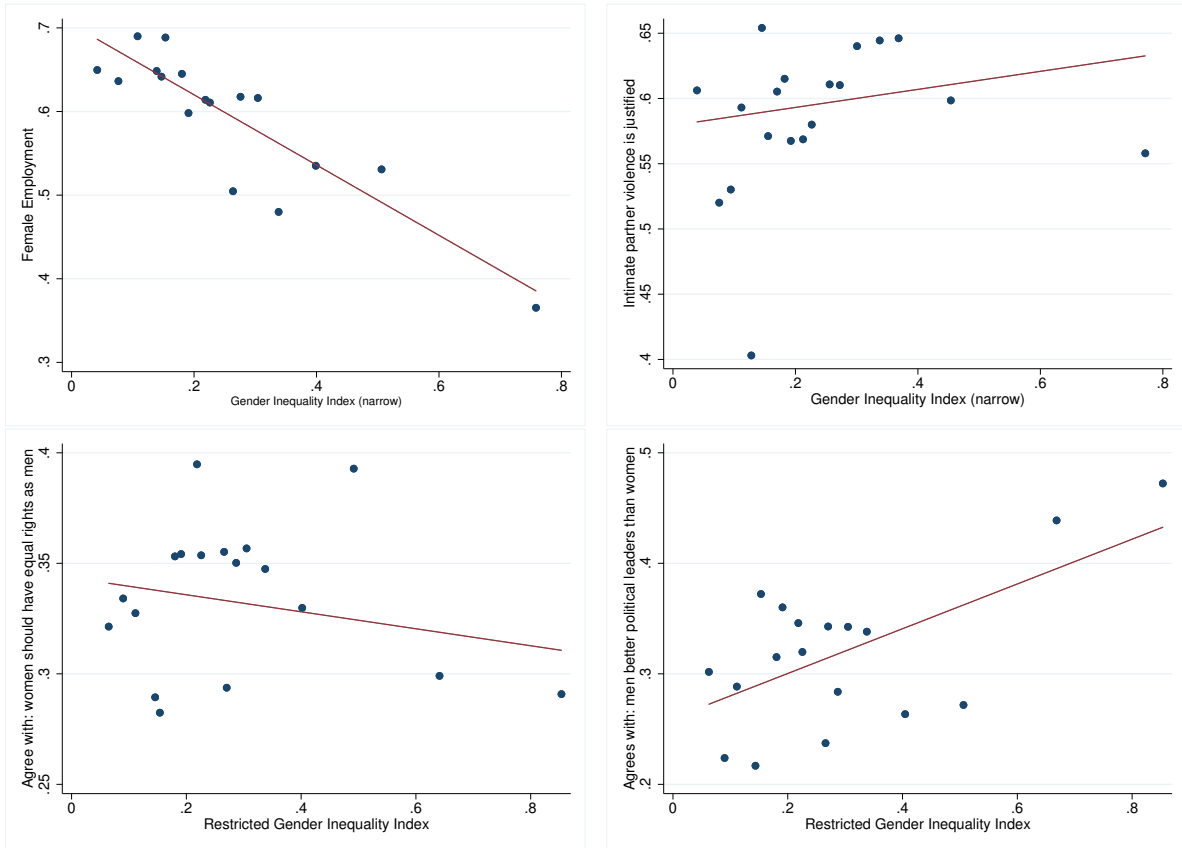 Female Employment
.7
.6
.5
.4
.3
0 .2 .4 .6 .8
Gender Inequality Index (narrow)
Intimate partner violence is justified
.65
.6
.55
.5
.45
.4
0 .2 .4 .6 .8
Gender Inequality Index (narrow)
Agree with: women should have equal rights as men
.4
.35
.3
.25
0 .2 .4 .6 .8
Restricted Gender Inequality Index
Agrees with: men better political leaders than women
.5
.4
.3
.2
0 .2 .4 .6 .8
Restricted Gender Inequality Index